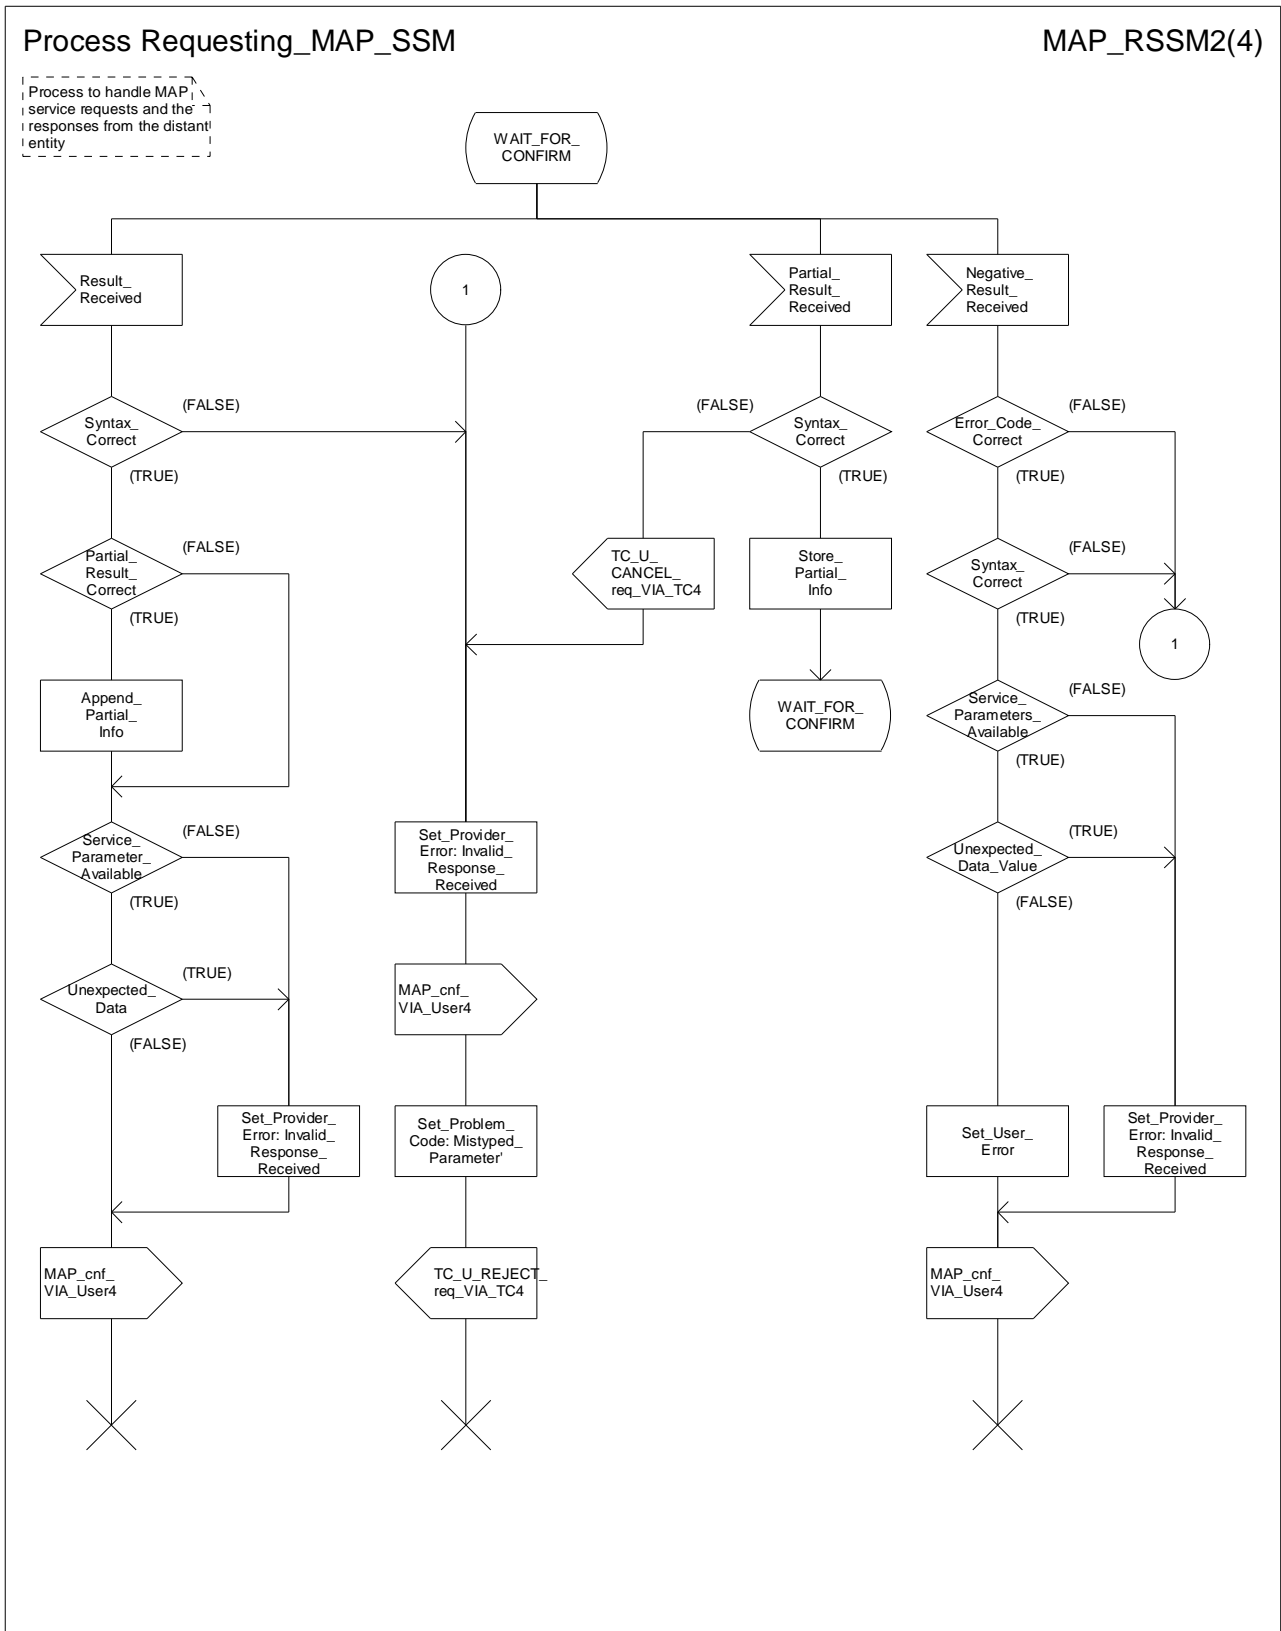 Process Requesting_MAP_SSM
MAP_RSSM2(4)
Process to handle MAP
service requests and the
responses from the distant
entity
WAIT_FOR_
CONFIRM
Result_
Received
1
Partial_
Result_
Received
Negative_
Result_
Received
Syntax_
Correct
(FALSE)
(TRUE)
(FALSE)
Syntax_
Correct
(TRUE)
Error_Code_
Correct
(FALSE)
(TRUE)
Partial_
Result_
Correct
(FALSE)
(TRUE)
TC_U_
CANCEL_
req_VIA_TC4
Store_
Partial_
Info
Syntax_
Correct
(FALSE)
(TRUE)
1
Append_
Partial_
Info
WAIT_FOR_
CONFIRM
Service_
Parameters_
Available
(FALSE)
(TRUE)
Service_
Parameter_
Available
(FALSE)
(TRUE)
Set_Provider_
Error: Invalid_
Response_
Received
Unexpected_
Data_Value
(TRUE)
(FALSE)
Unexpected_
Data
(TRUE)
(FALSE)
MAP_cnf_
VIA_User4
Set_Provider_
Error: Invalid_
Response_
Received
Set_Problem_
Code: Mistyped_
Parameter'
Set_User_
Error
Set_Provider_
Error: Invalid_
Response_
Received
MAP_cnf_
VIA_User4
TC_U_REJECT_
req_VIA_TC4
MAP_cnf_
VIA_User4